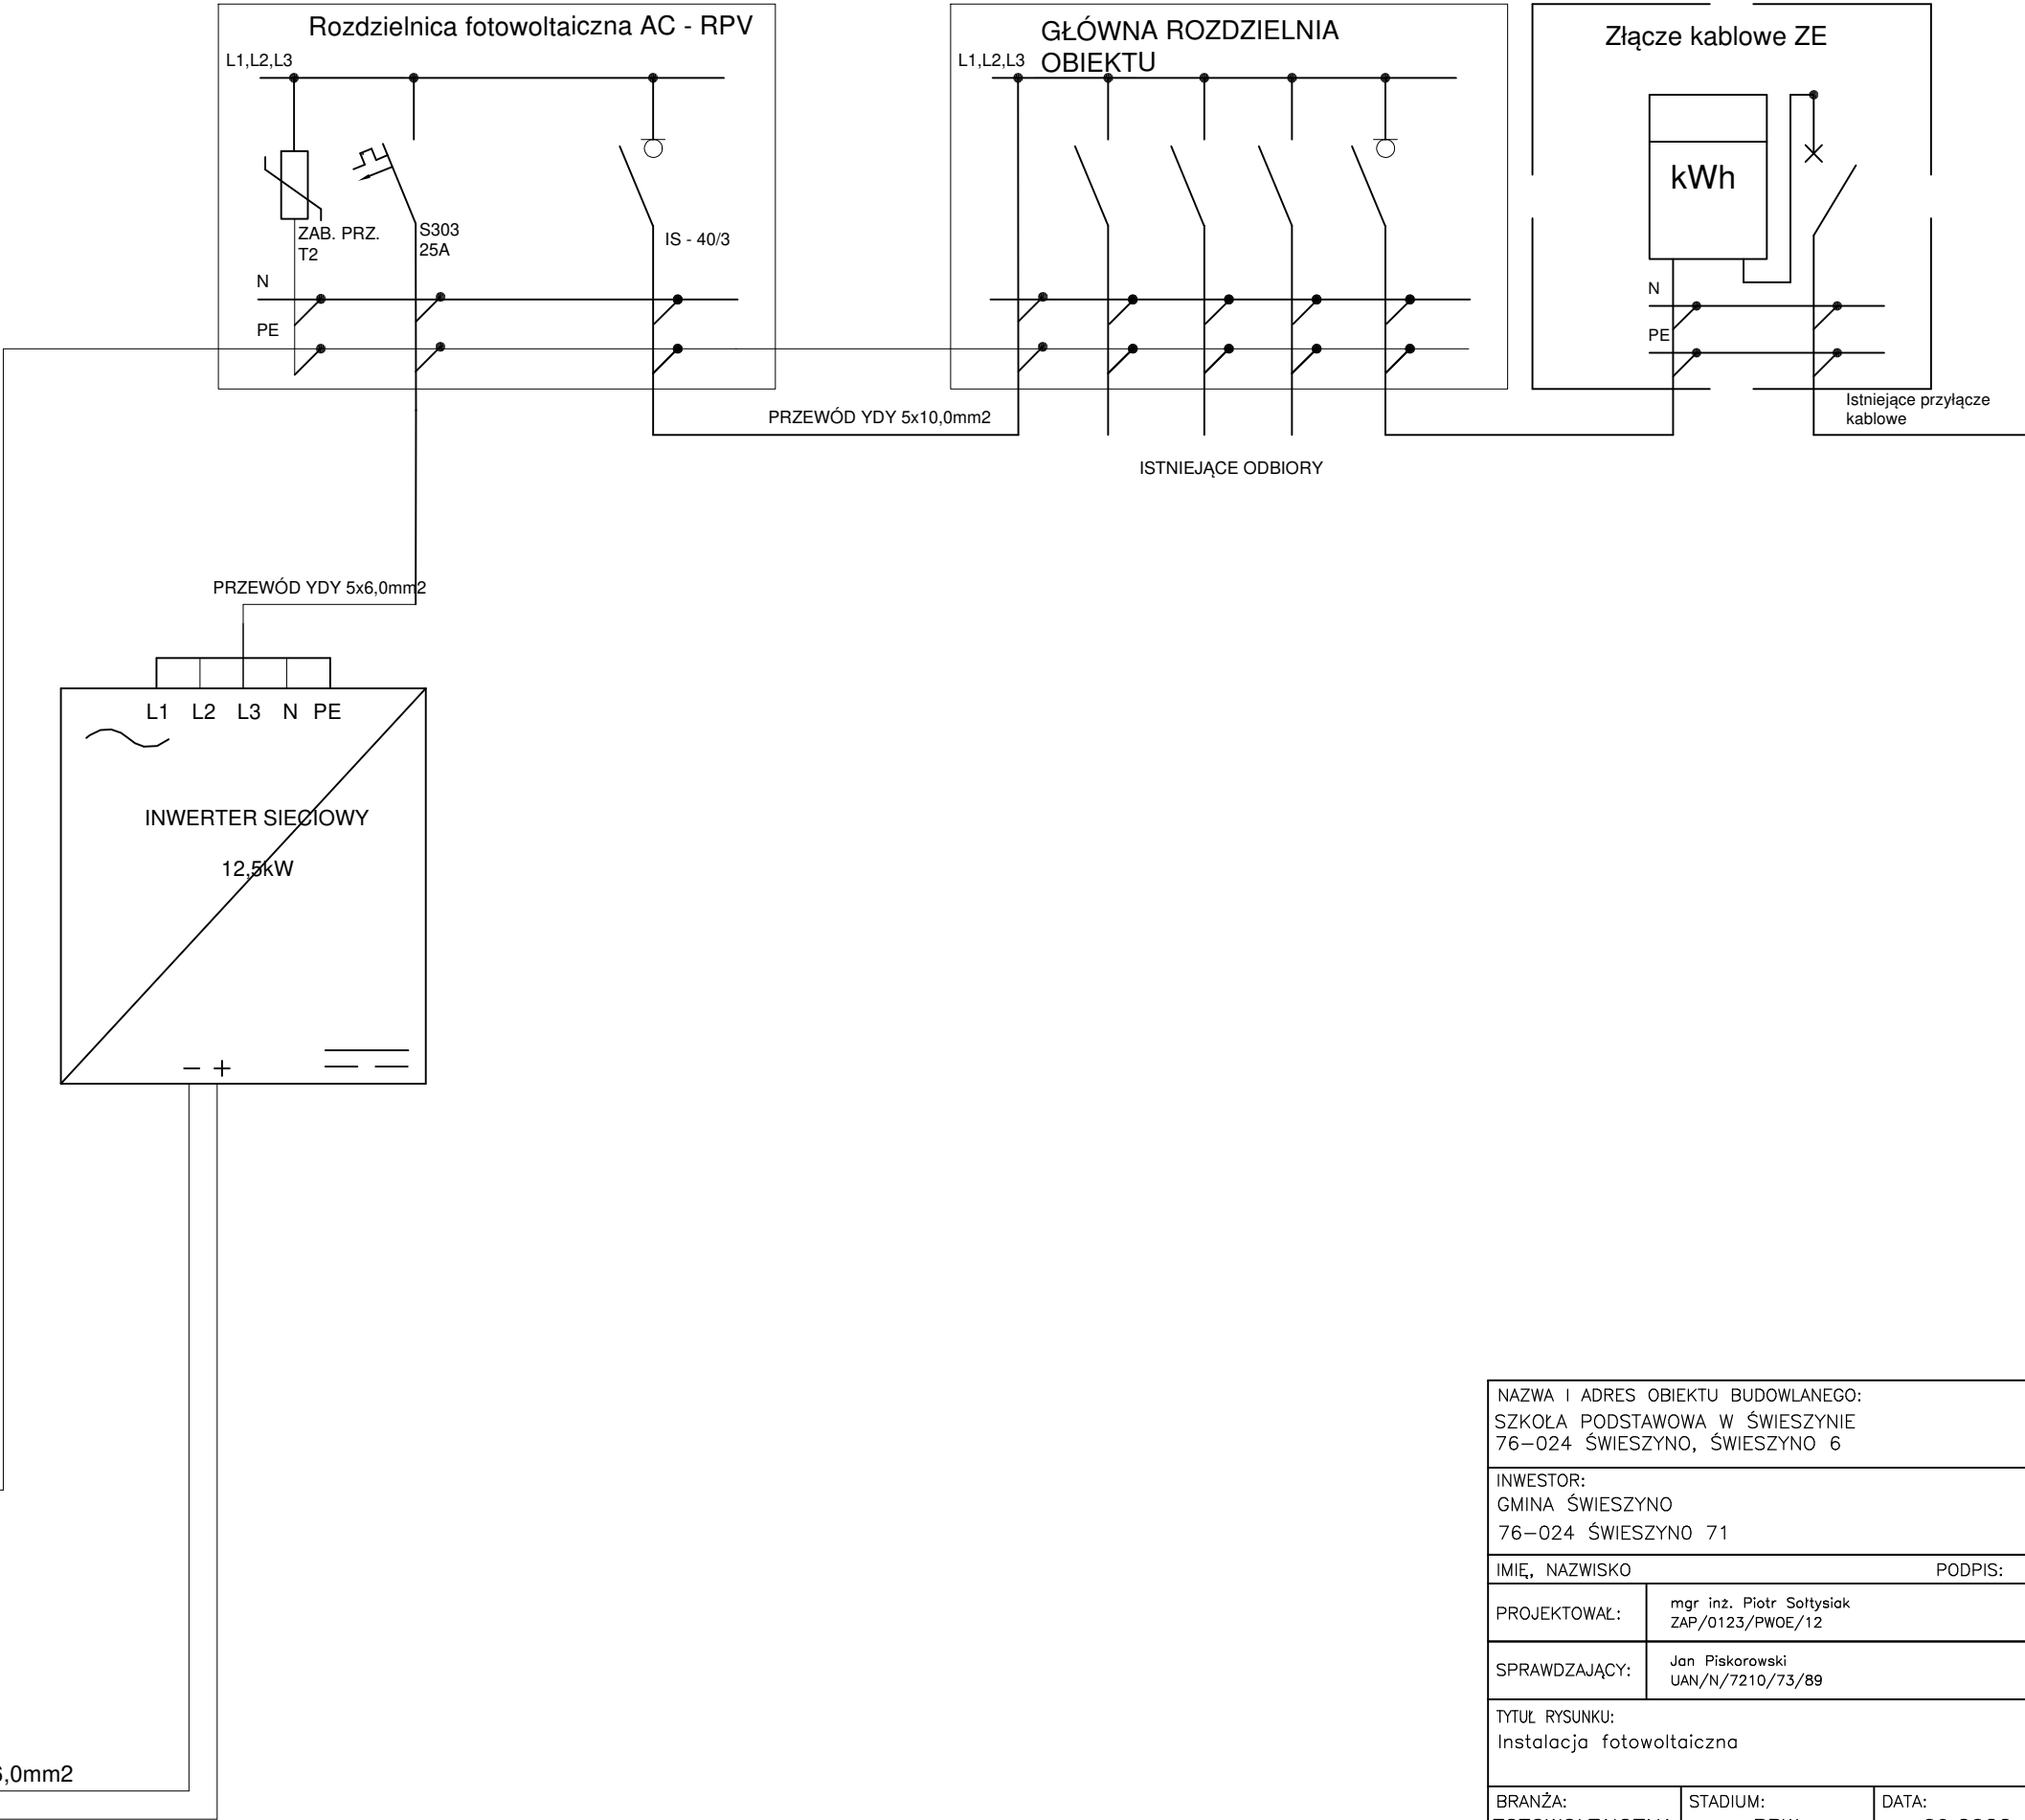 Rozdzielnica fotowoltaiczna AC - RPV
L1,L2,L3
ZAB. PRZ.
T2
S303
25A
IS - 40/3
N
PE
GŁÓWNA ROZDZIELNIA
OBIEKTU
L1,L2,L3
Złącze kablowe ZE
kWh
N
PE
Istniejące przyłącze
kablowe
PRZEWÓD YDY 5x10,0mm2
ISTNIEJĄCE ODBIORY
PRZEWÓD YDY 5x6,0mm2
L1 L2 L3 N PE
INWERTER SIECIOWY
12,5kW
- +
,0mm2
NAZWA I ADRES OBIEKTU BUDOWLANEGO:
SZKOŁA PODSTAWOWA W ŚWIESZYNIE
76-024 ŚWIESZYNO, ŚWIESZYNO 6
INWESTOR:
GMINA ŚWIESZYNO
76-024 ŚWIESZYNO 71
IMIĘ, NAZWISKO PODPIS:
PROJEKTOWAŁ:
mgr inż. Piotr Sołtysiak
ZAP/0123/PWOE/12
SPRAWDZAJĄCY:
Jan Piskorowski
UAN/N/7210/73/89
TYTUŁ RYSUNKU:
Instalacja fotowoltaiczna
BRANŻA: STADIUM: DATA: